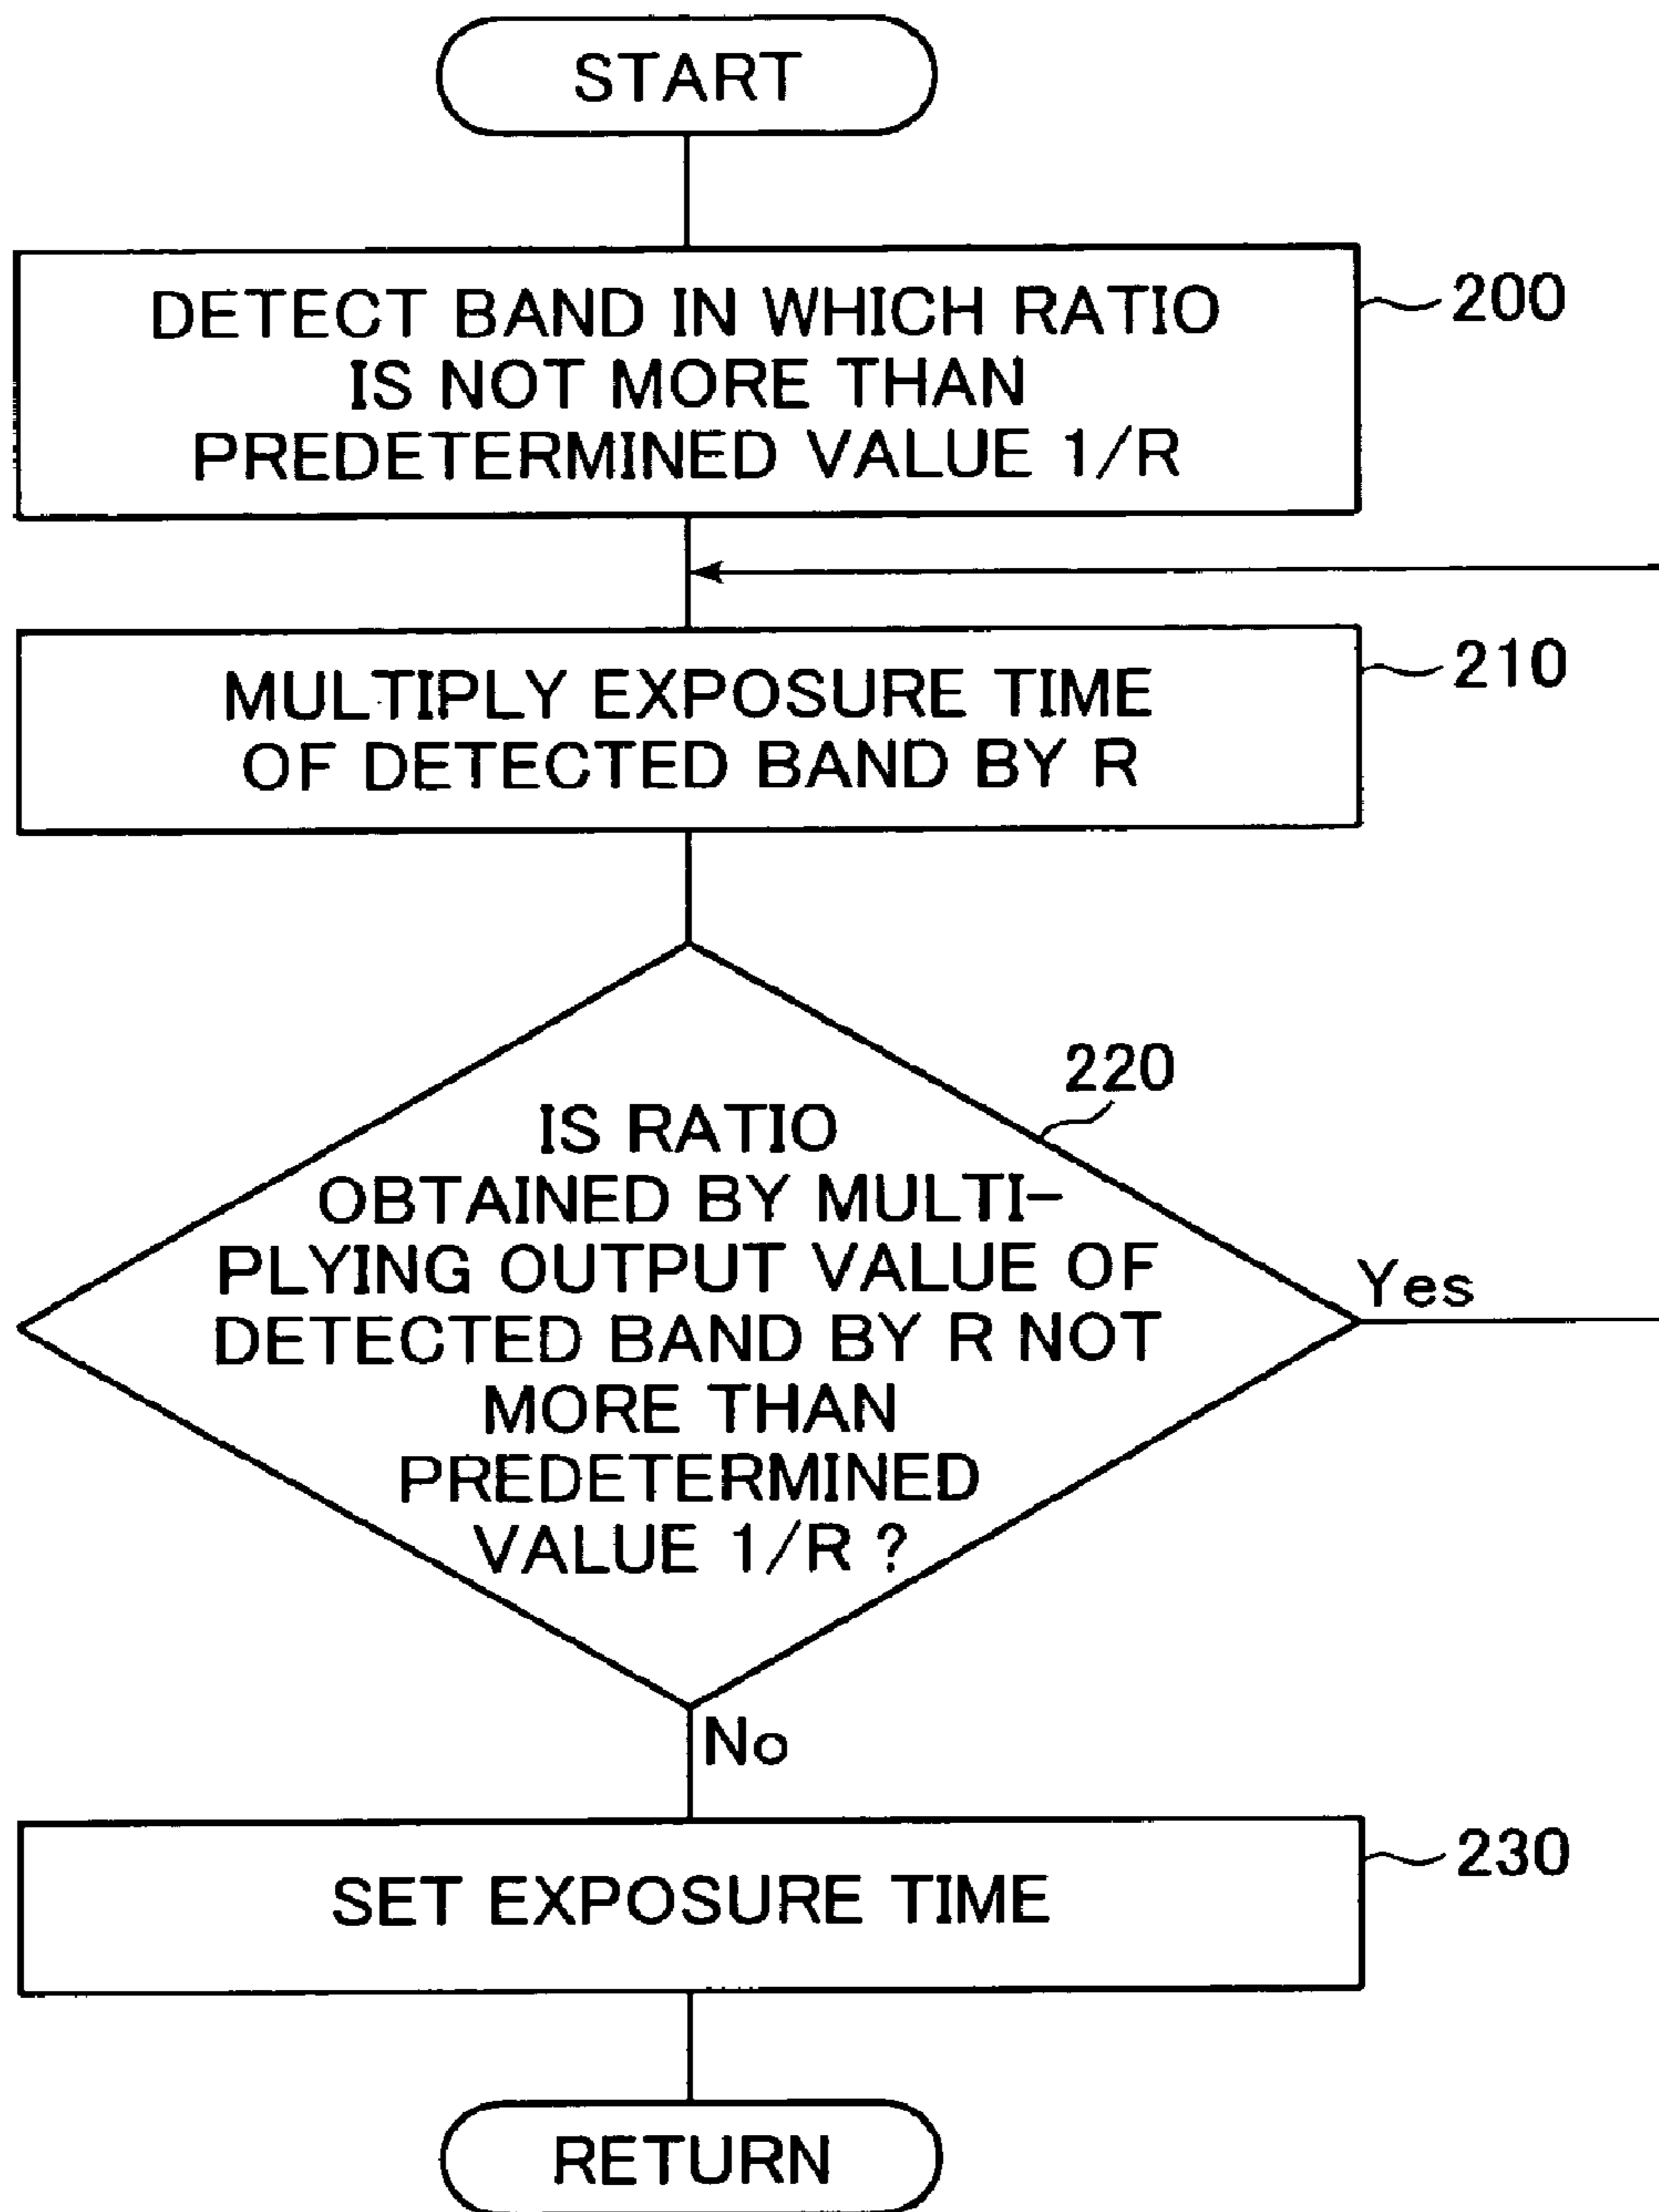 START
DETECT BAND IN WHICH RATIO
IS NOT MORE THAN
PREDETERMINED VALUE 1/R
200
MULTIPLY EXPOSURE TIME
OF DETECTED BAND BY R
210
220
IS RATIO
OBTAINED BY MULTI-
PLYING OUTPUT VALUE OF
DETECTED BAND BY R NOT
MORE THAN
PREDETERMINED
VALUE 1/R ?
Yes
No
SET EXPOSURE TIME
230
RETURN